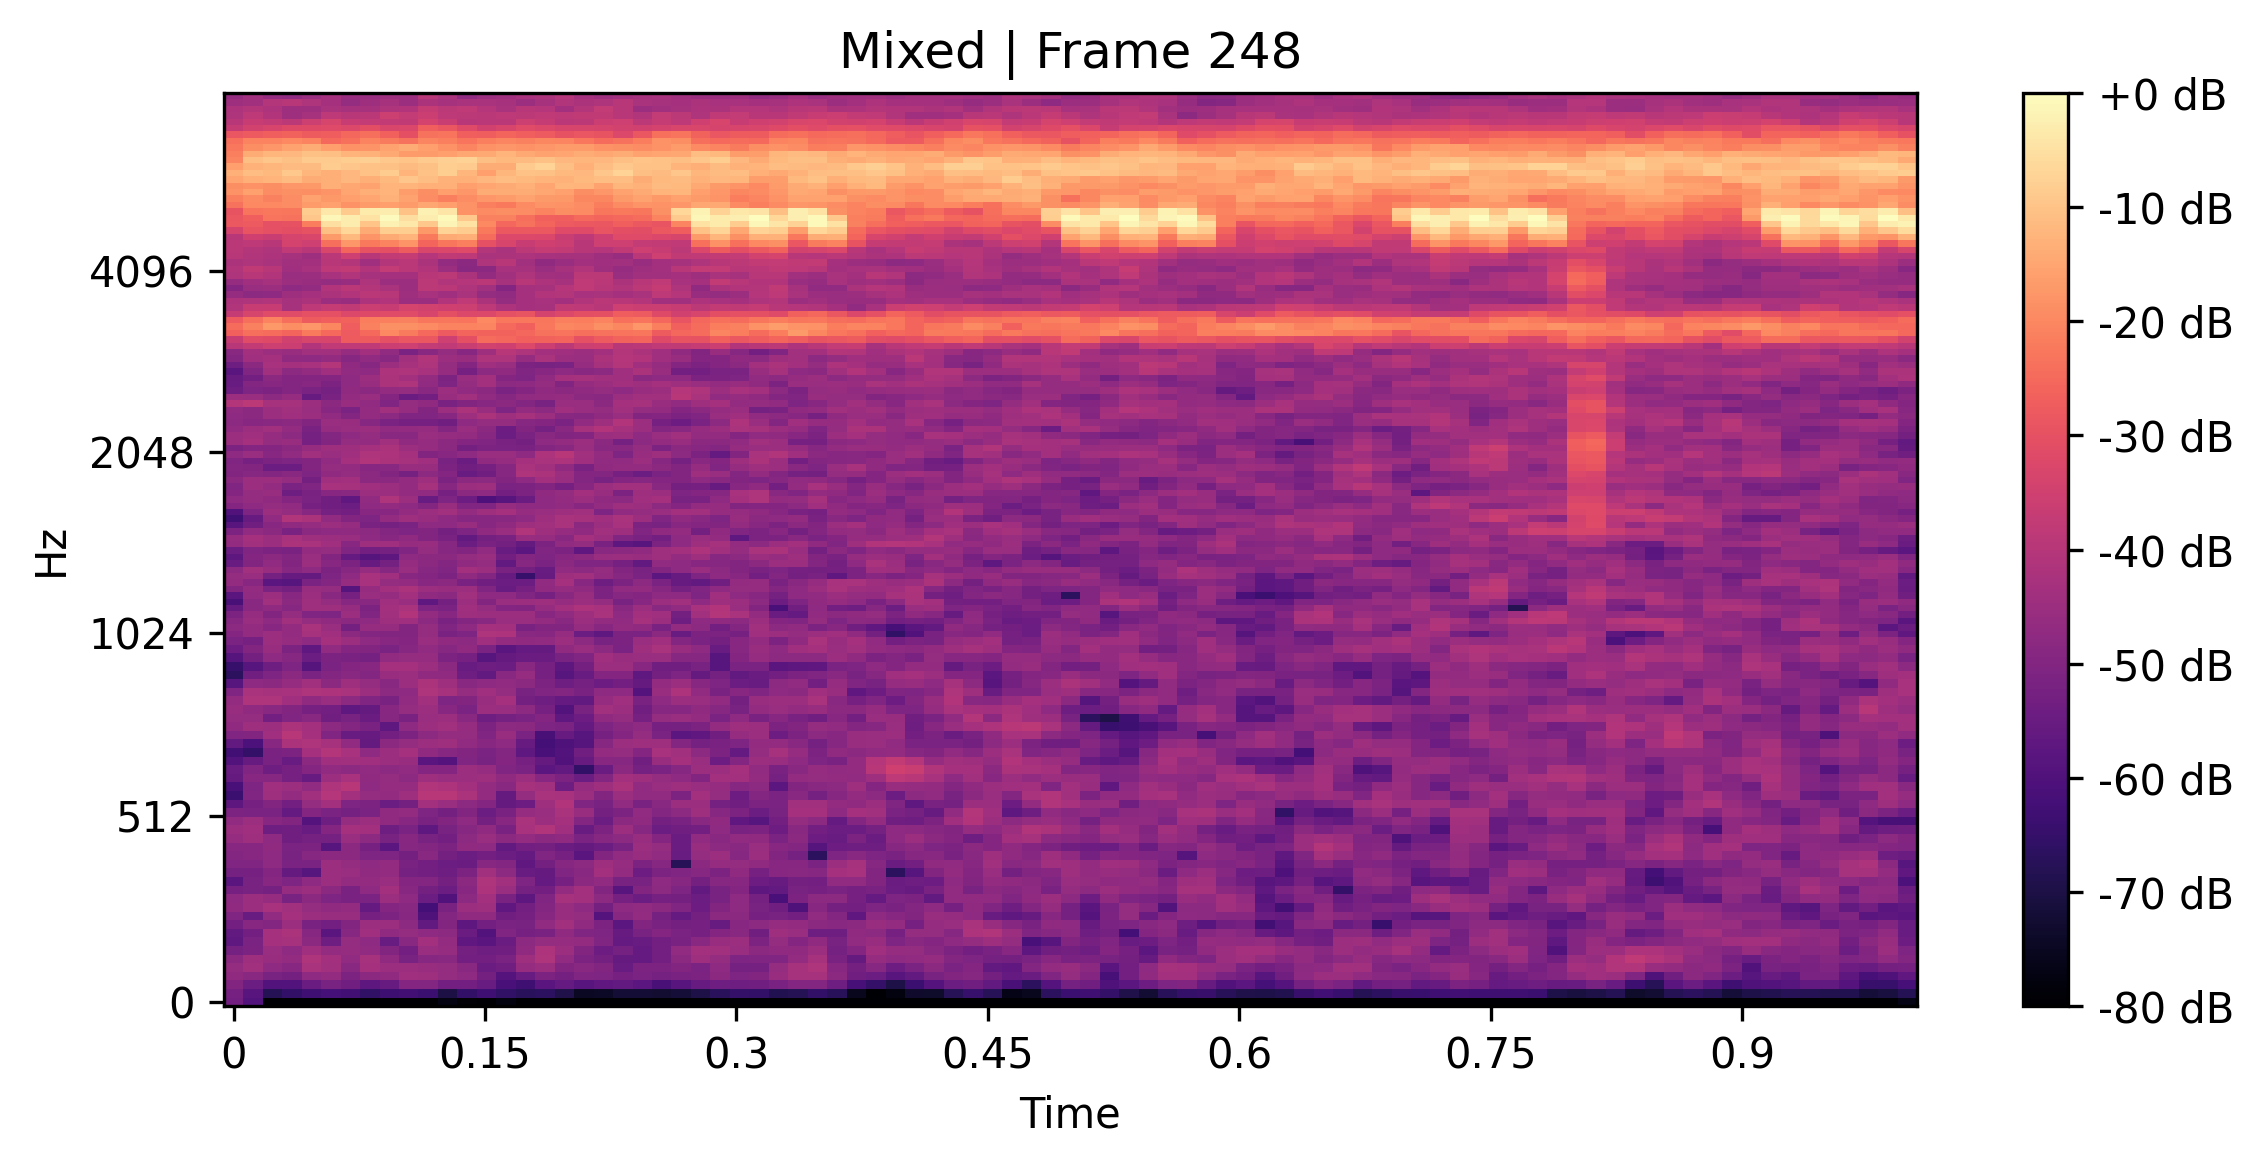 Mixed | Frame 248
+0 dB
-10 dB
-20 dB
-30 dB
-40 dB
-50 dB
-60 dB
-70 dB
-80 dB
Hz
4096
2048
1024
512
0
0 0.15 0.3 0.45 0.6 0.75 0.9
Time